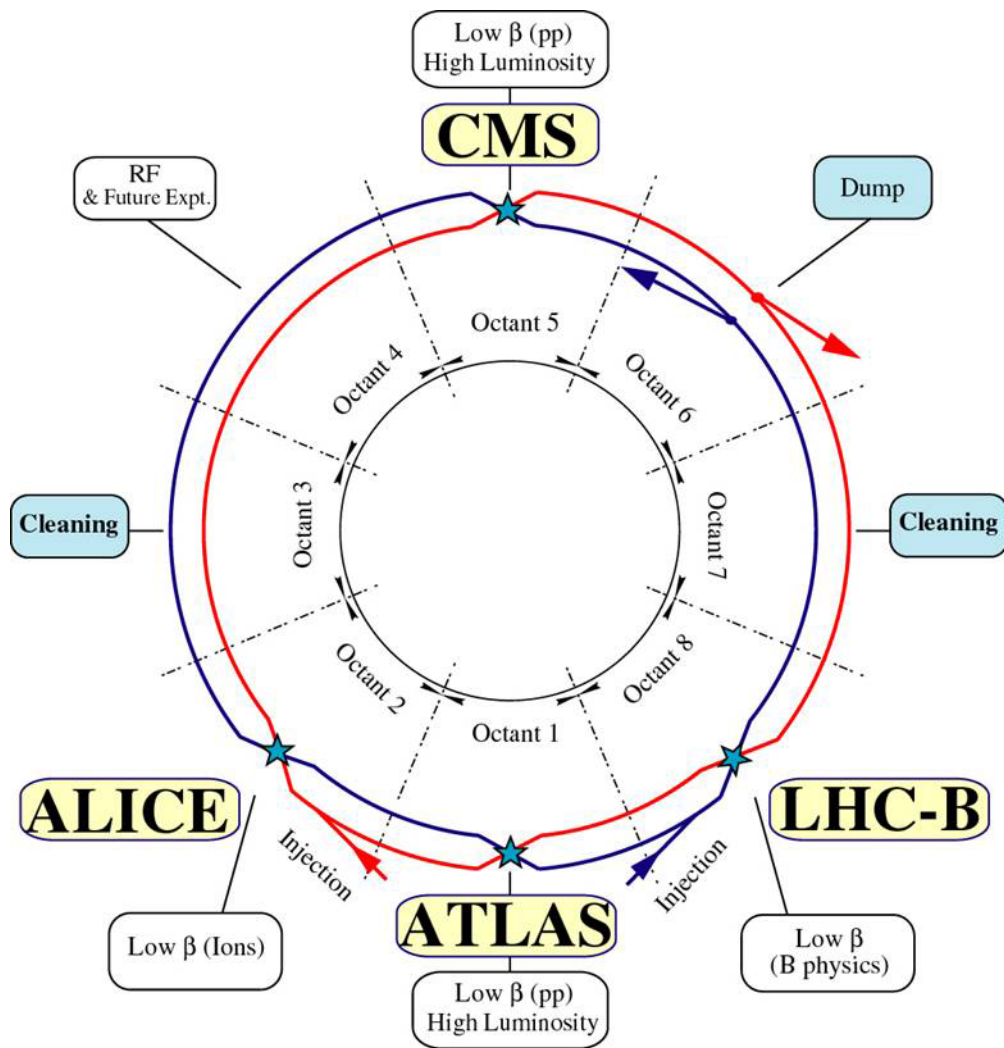 Low β (pp)
High Luminosity
CMS
RF
& Future Expt.
Dump
Octant 5
Octant 4
Octant 6
Cleaning
Octant 3
Octant 7
Cleaning
Octant 2
Octant 8
Octant 1
ALICE
LHC-B
Injection
Injection
ATLAS
Low β (Ions)
Low β
(B physics)
Low β (pp)
High Luminosity